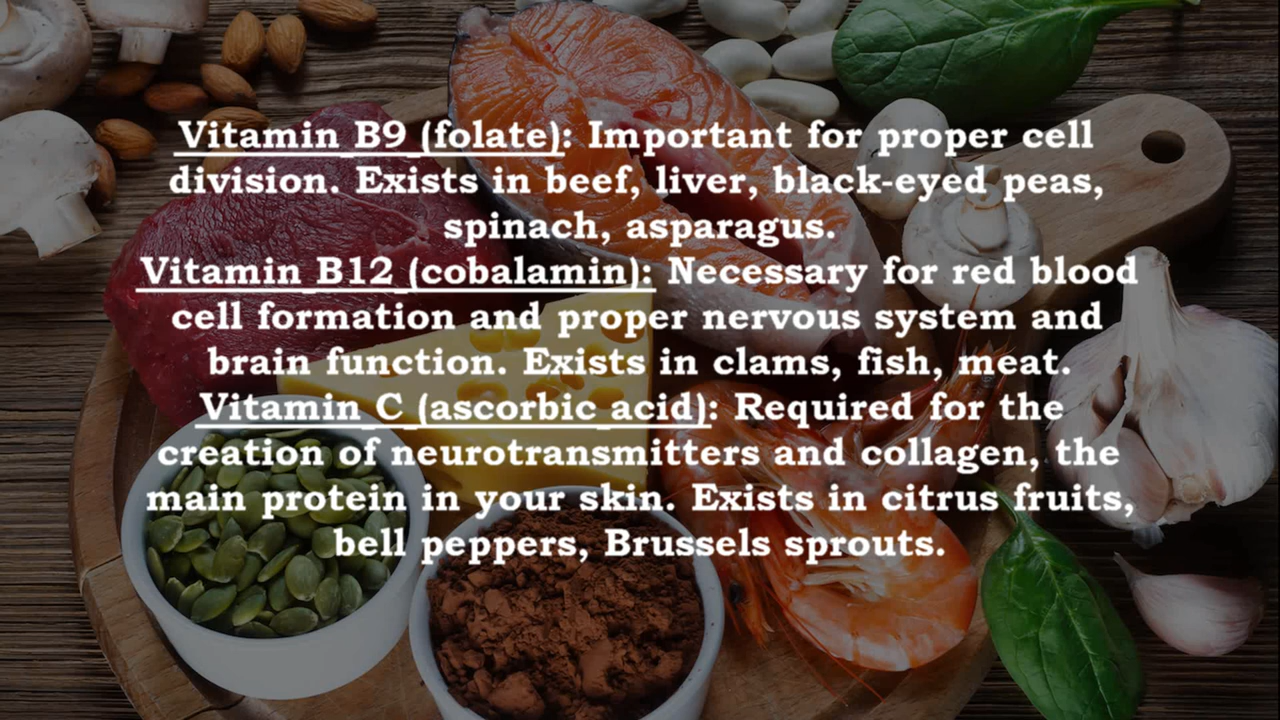 Vitamin B9 (folate): Important for proper cell
division. Exists in beef, liver, black-eyed peas,
spinach, asparagus.
Vitamin B12 (cobalamin): Necessary for red blood
cell formation and proper nervous system and
brain function. Exists in clams, fish, meat.
Vitamin C (ascorbic acid): Required for the
creation of neurotransmitters and collagen, the
main protein in your skin. Exists in citrus fruits,
bell peppers, Brussels sprouts.